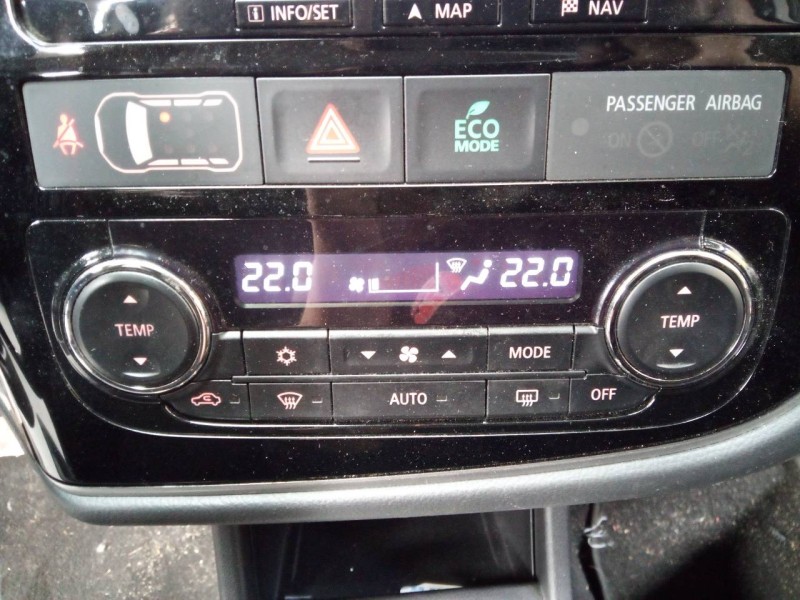 INFO/SET MAP NAV
ECO
MODE
PASSENGER AIRBAG
ON OFF
22.0 22.0
TEMP
TEMP
MODE
AUTO
OFF